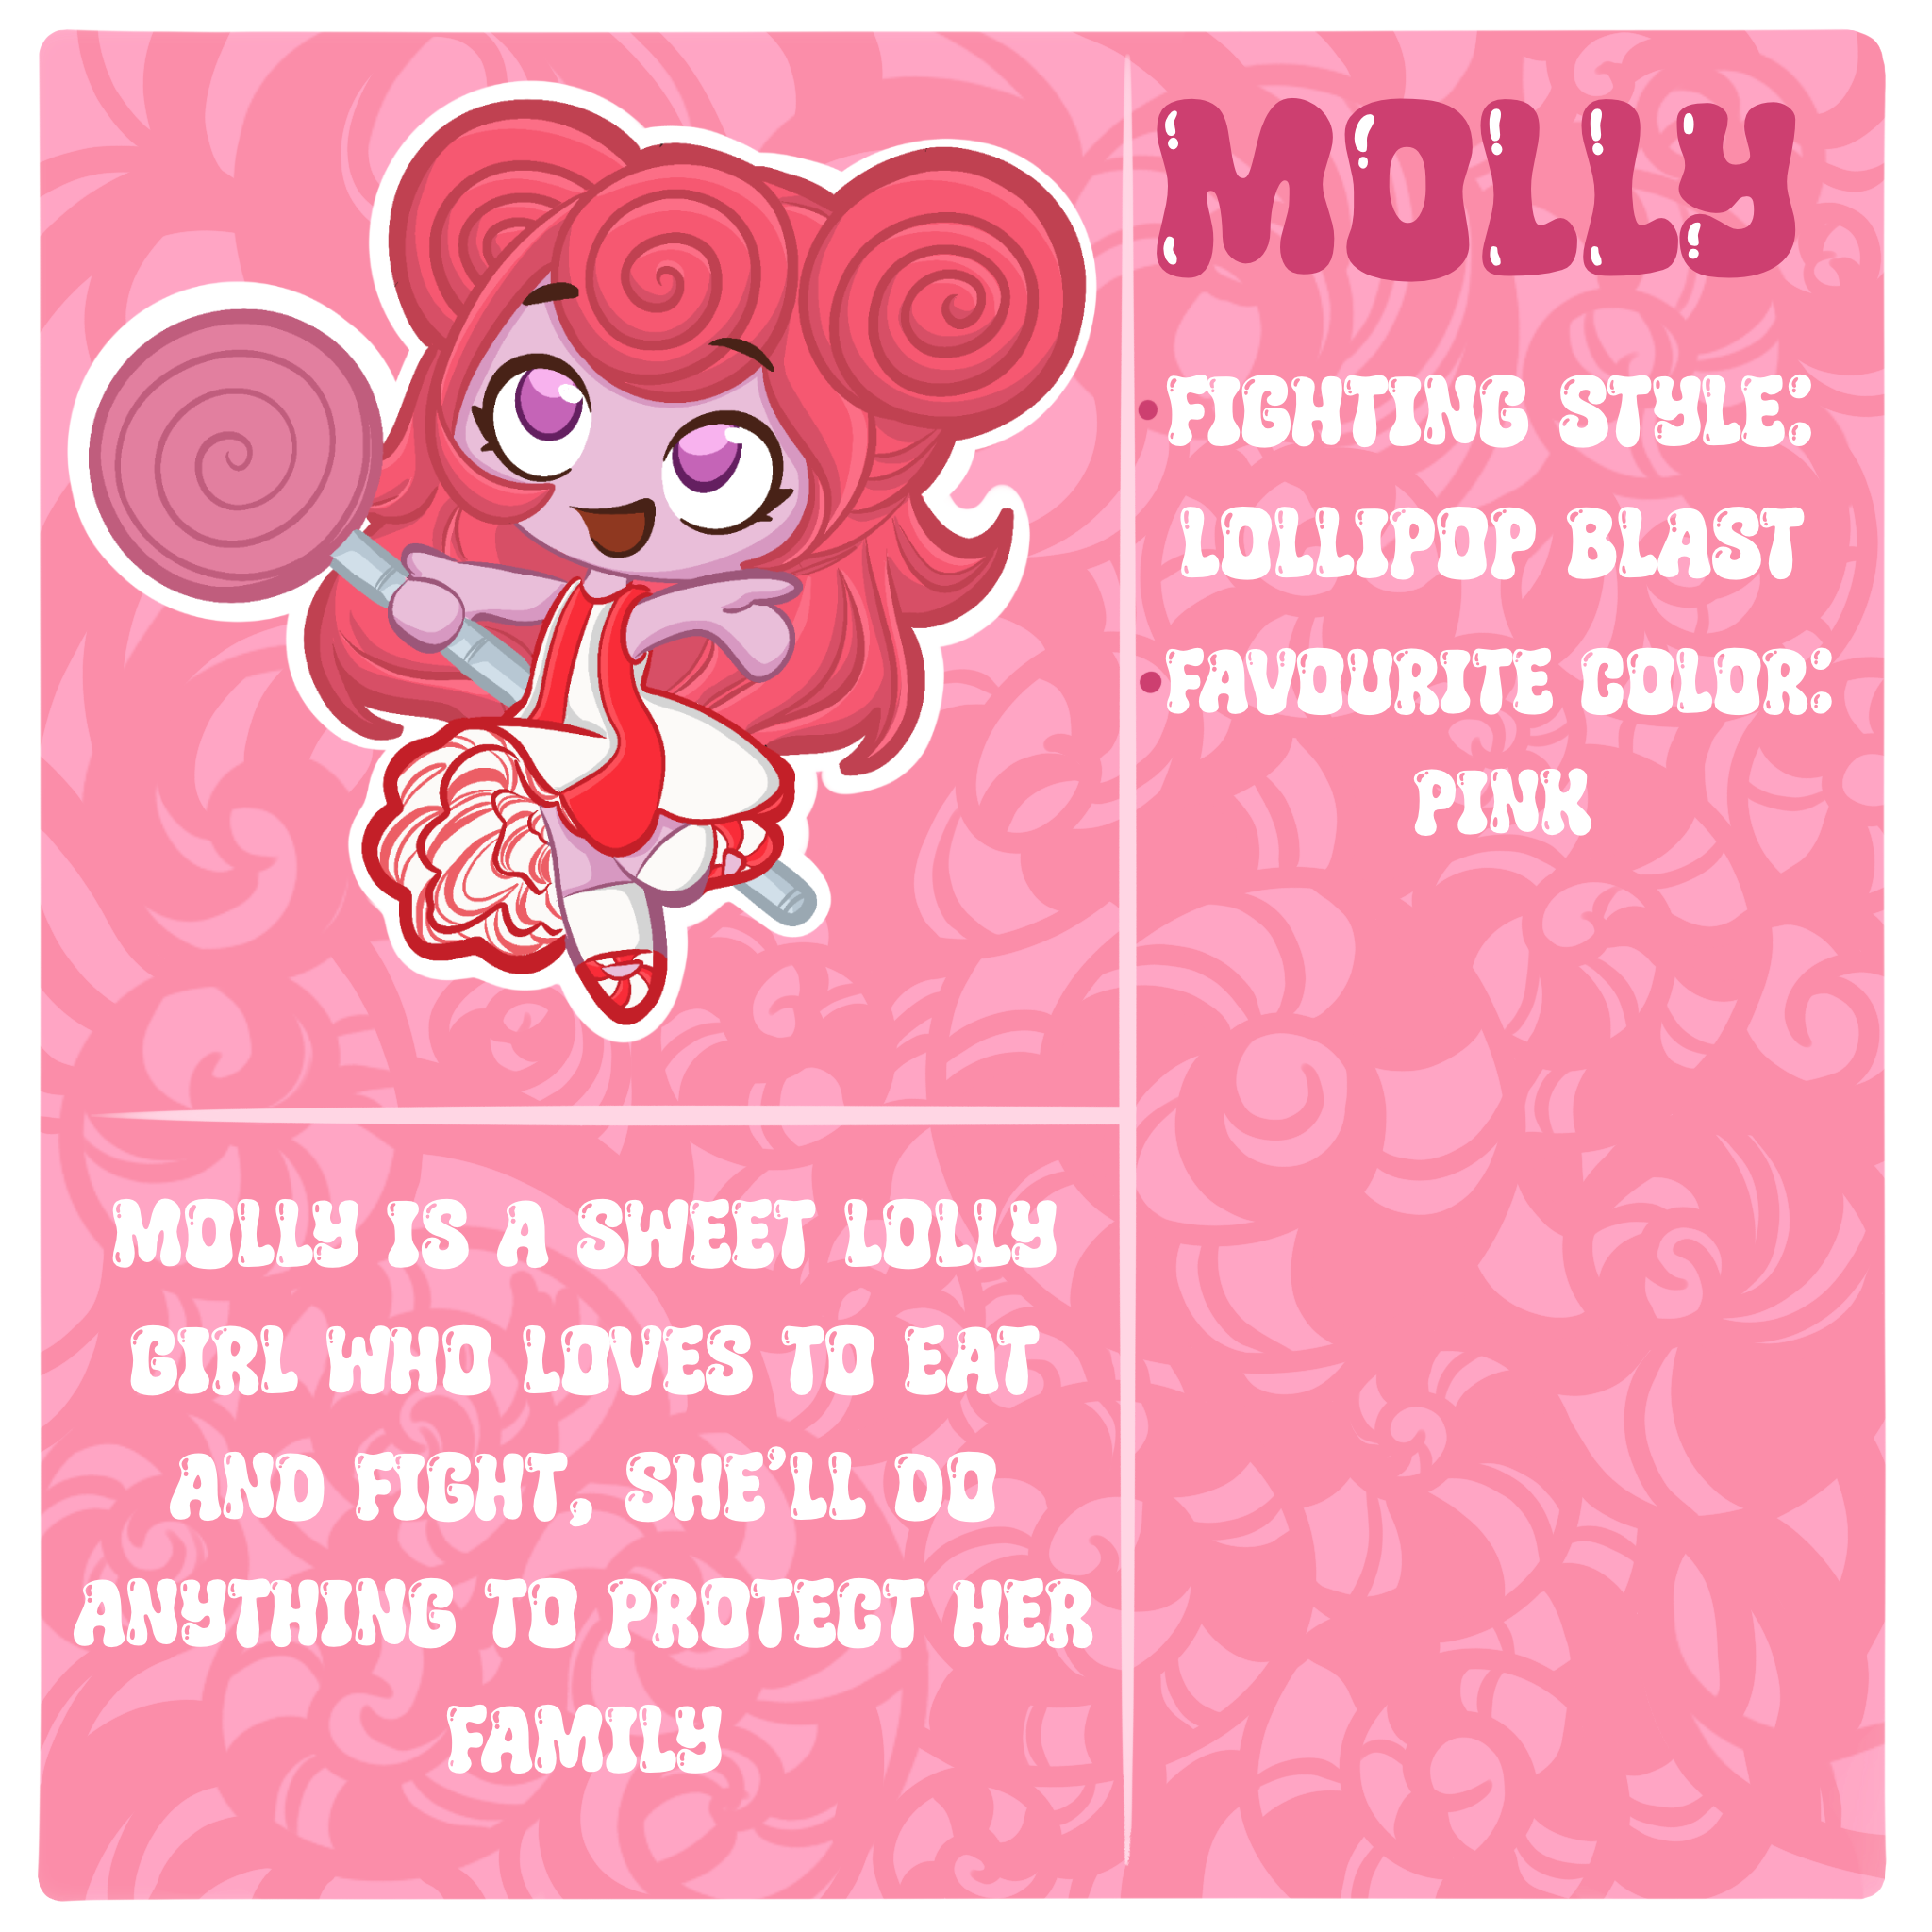 MOLLY
• FIGHTING STYLE:
LOLLIPOP BLAST
• FAVOURITE COLOR:
PINK
MOLLY IS A SWEET LOLLY
GIRL WHO LOVES TO EAT
AND FIGHT, SHE'LL DO
ANYTHING TO PROTECT HER
FAMILY